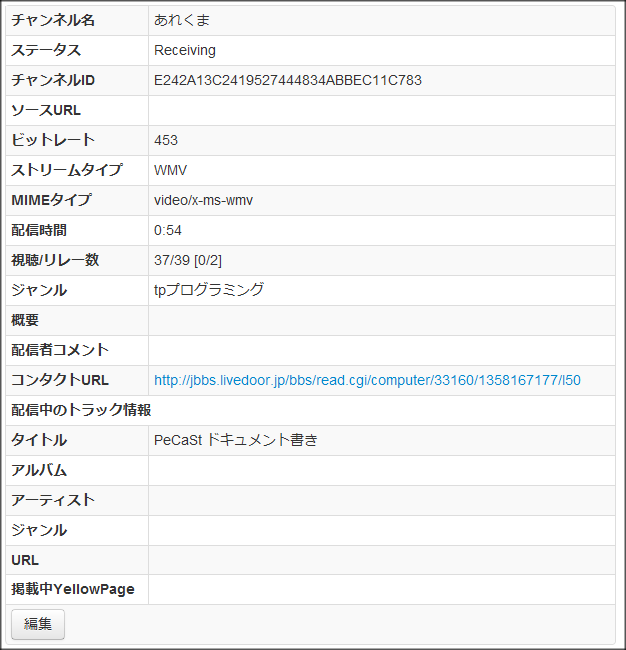 チャンネル名 あれくま
ステータス Receiving
チャンネルID E242A13C2419527444834ABBEC11C783
ソースURL
ビットレート 453
ストリームタイプ WMV
MIMEタイプ video/x-ms-wmv
配信時間 0:54
視聴/リレー数 37/39 [0/2]
ジャンル tpプログラミング
概要
配信者コメント
コンタクトURL http://jbbs.livedoor.jp/bbs/read.cgi/computer/33160/1358167177/l50
配信中のトラック情報
タイトル PeCaSt ドキュメント書き
アルバム
アーティスト
ジャンル
URL
掲載中YellowPage
編集